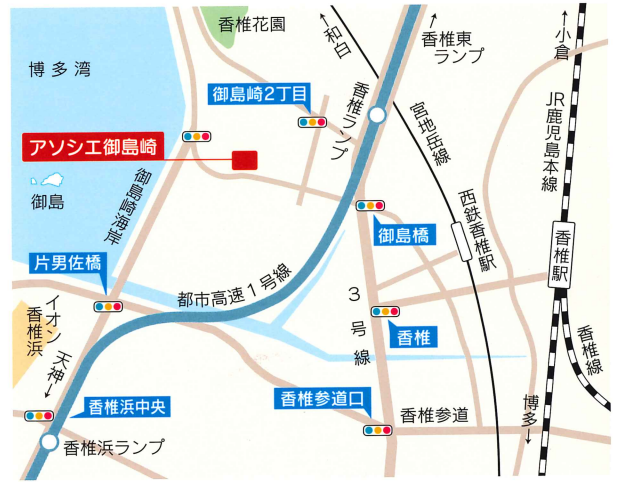 香椎花園
←和白
香椎東
ランプ→
←小倉
博多湾
御島崎2丁目
香椎ランプ
宮地岳線
JR鹿児島本線
アソシエ御島崎
御島
御島崎海岸
西鉄香椎駅
御島橋
香椎駅
片男佐橋
都市高速1号線
3号線
香椎
イオン
香椎浜
天神→
香椎線
香椎浜中央
香椎参道口
香椎参道
博多→
香椎浜ランプ